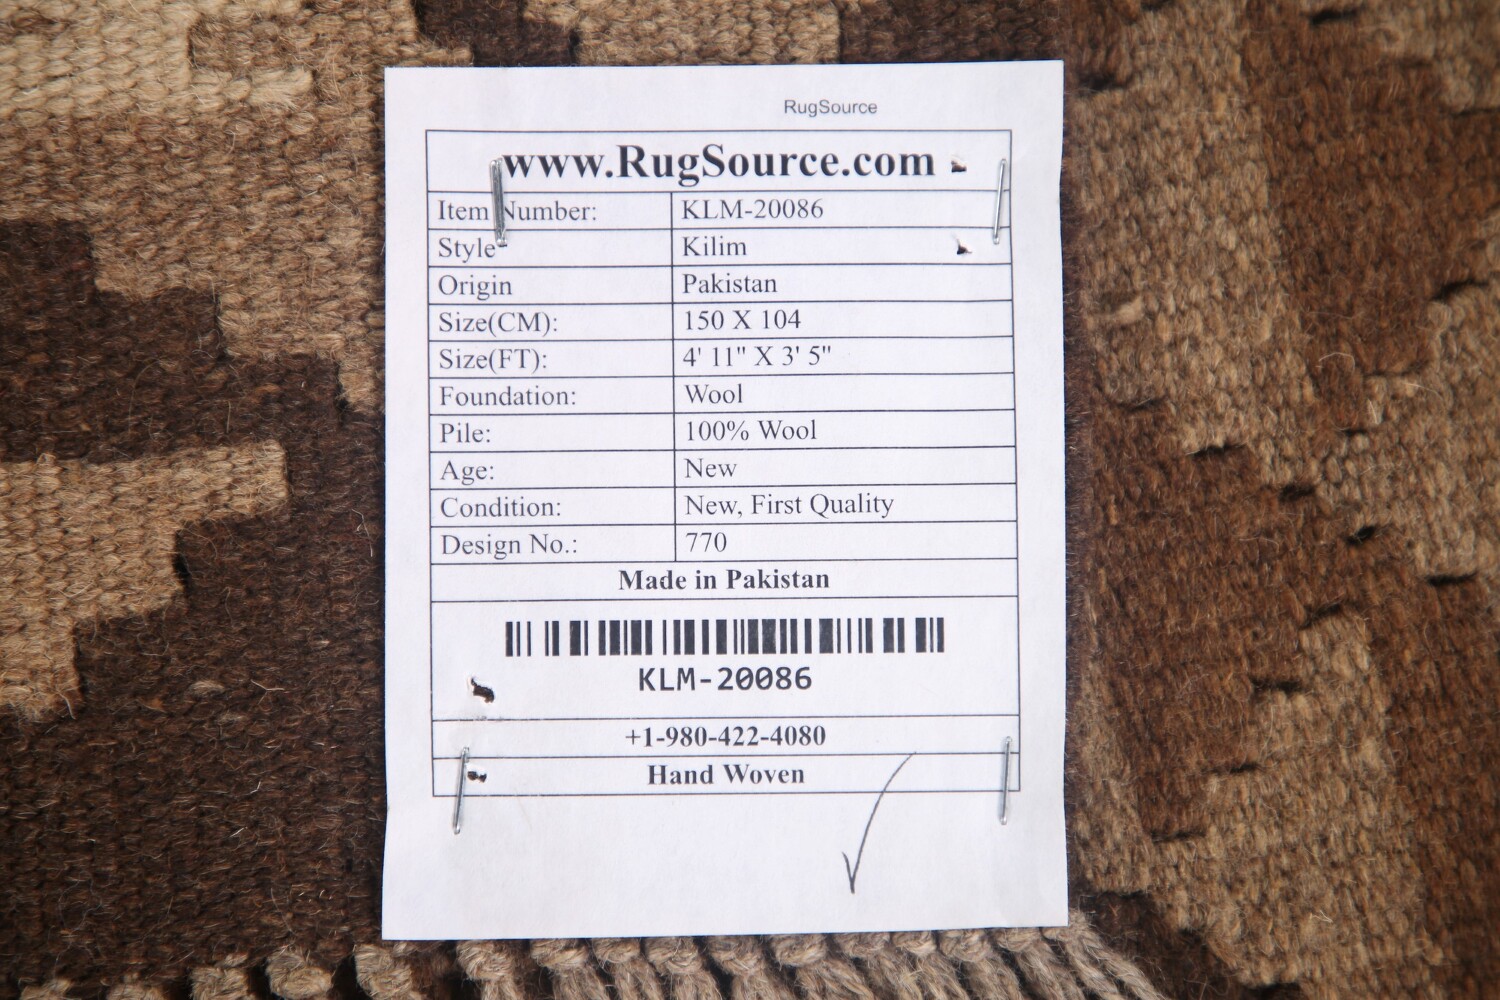 RugSource
www.RugSource.com
Item Number: KLM-20086
Style Kilim
Origin Pakistan
Size(CM): 150 X 104
Size(FT): 4' 11" X 3' 5"
Foundation: Wool
Pile: 100% Wool
Age: New
Condition: New, First Quality
Design No.: 770
Made in Pakistan
KLM-20086
+1-980-422-4080
Hand Woven